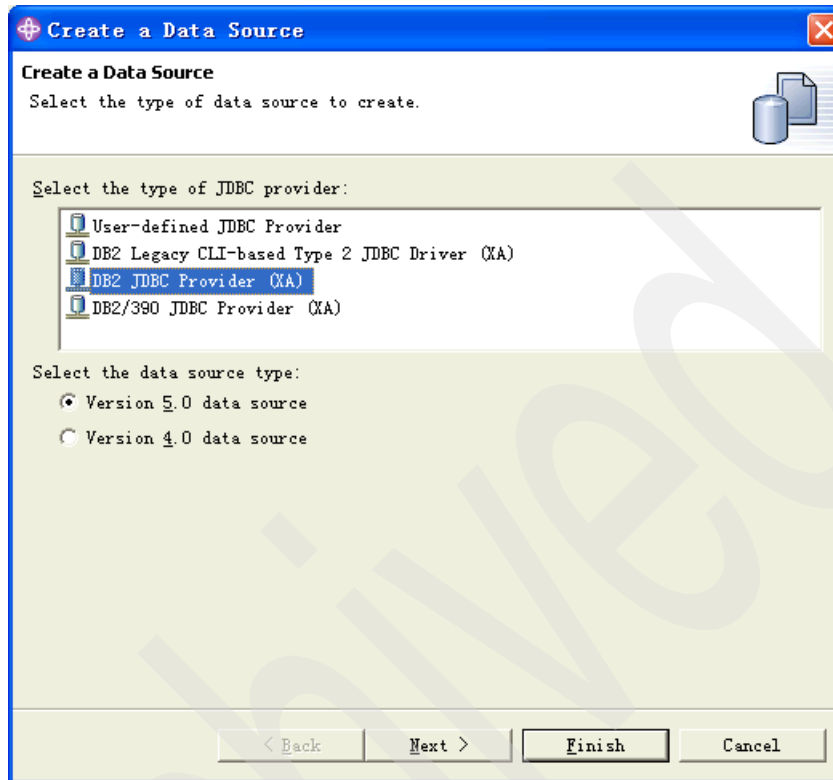 Create a Data Source
Create a Data Source
Select the type of data source to create.
Select the type of JDBC provider:
User-defined JDBC Provider
DB2 Legacy CLI-based Type 2 JDBC Driver (XA)
DB2 JDBC Provider (XA)
DB2/390 JDBC Provider (XA)
Select the data source type:
Version 5.0 data source
Version 4.0 data source
< Back Next > Finish Cancel